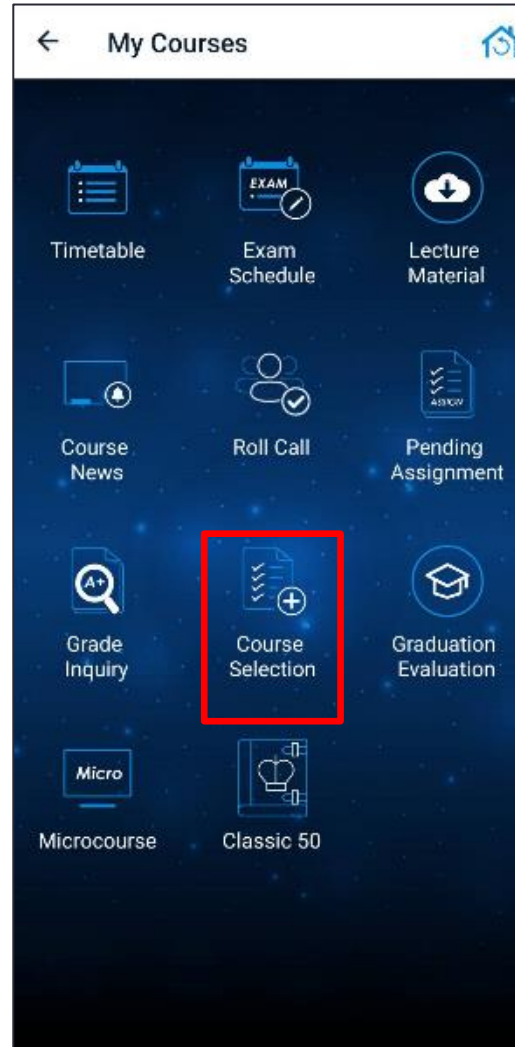 My Courses
EXAM
Timetable
Exam
Schedule
Lecture
Material
ASSIGN
Course
News
Roll Call
Pending
Assignment
A+
Grade
Inquiry
Course
Selection
Graduation
Evaluation
Micro
Microcourse
Classic 50